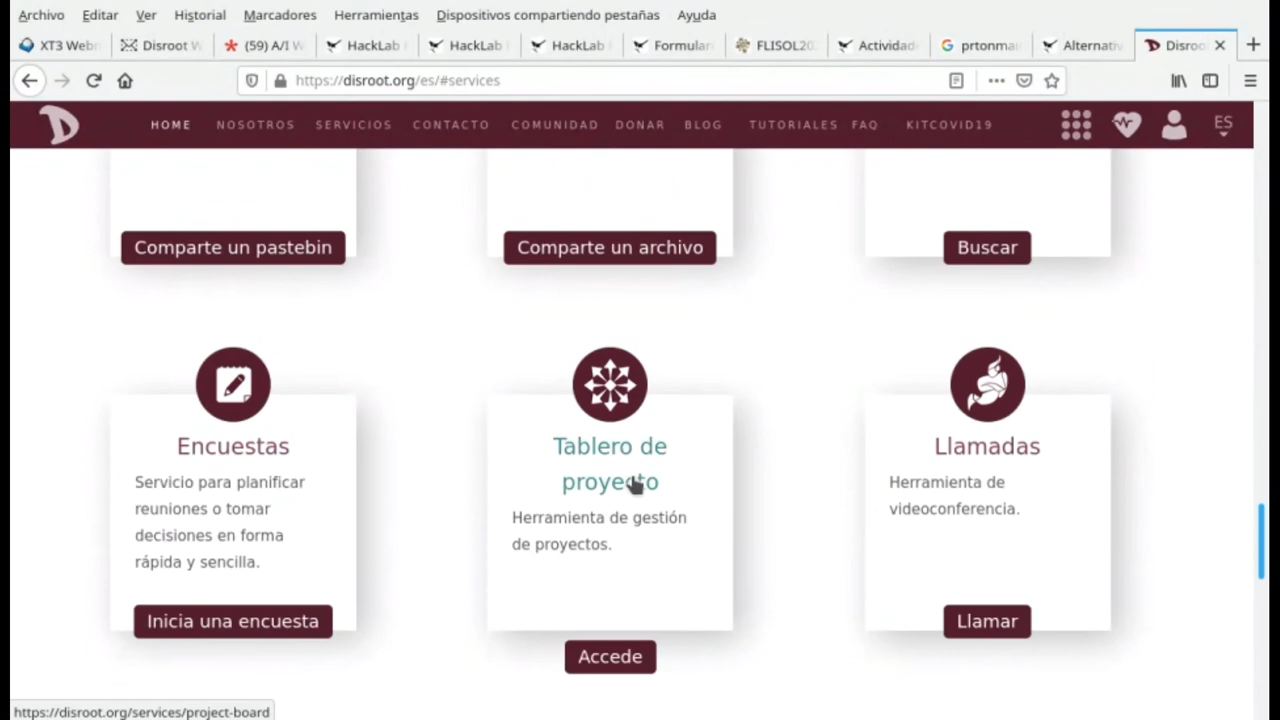 Archivo Editar Ver Historial Marcadores Herramientas Dispositivos compartiendo pestañas Ayuda
XT3 Webm Disroot W (59) A/I W HackLab HackLab HackLab Formular FLISOL20 Actividad prtonmai Alternativ Disroo
https://disroot.org/es/#services
HOME NOSOTROS SERVICIOS CONTACTO COMUNIDAD DONAR BLOG TUTORIALES FAQ KITCOVID19 ES
Comparte un pastebin Comparte un archivo Buscar
Encuestas
Servicio para planificar
reuniones o tomar
decisiones en forma
rápida y sencilla.
Inicia una encuesta
Tablero de
proyecto
Herramienta de gestión
de proyectos.
Accede
Llamadas
Herramienta de
videoconferencia.
Llamar
https://disroot.org/services/project-board